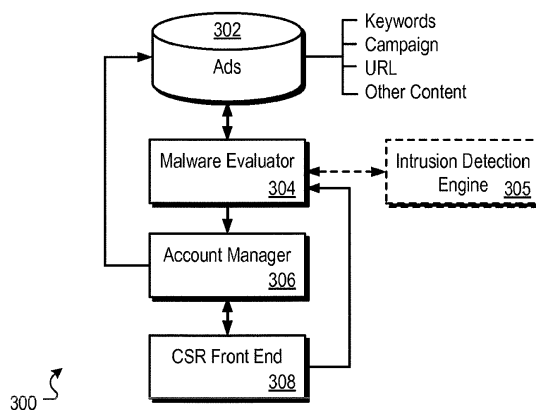 302
Ads
Keywords
Campaign
URL
Other Content
Malware Evaluator
304
Intrusion Detection
Engine 305
Account Manager
306
CSR Front End
308
300